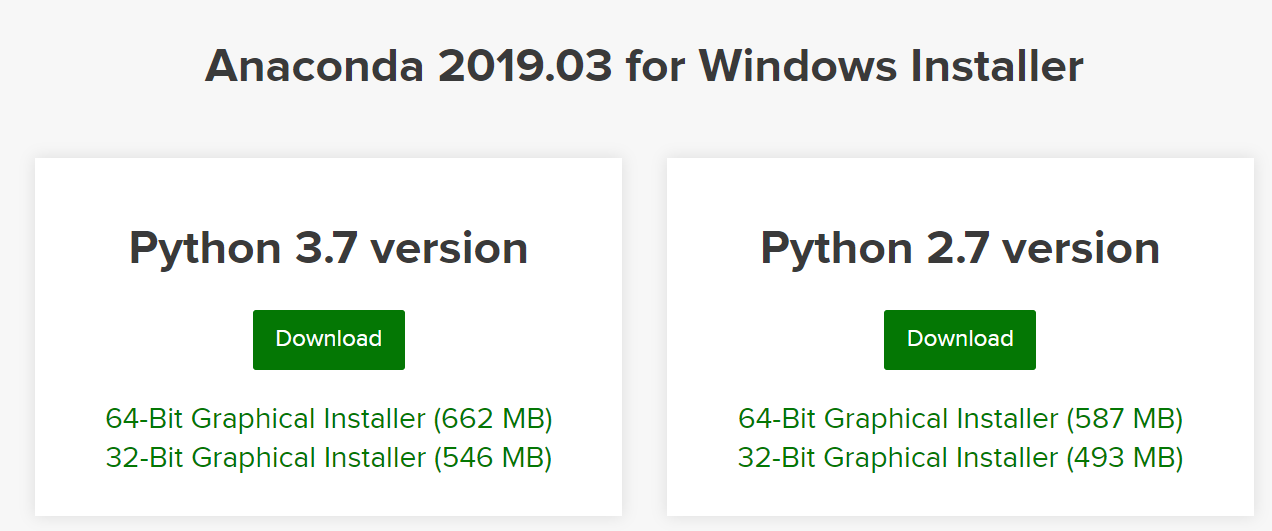 Anaconda 2019.03 for Windows Installer
Python 3.7 version
Download
64-Bit Graphical Installer (662 MB)
32-Bit Graphical Installer (546 MB)
Python 2.7 version
Download
64-Bit Graphical Installer (587 MB)
32-Bit Graphical Installer (493 MB)